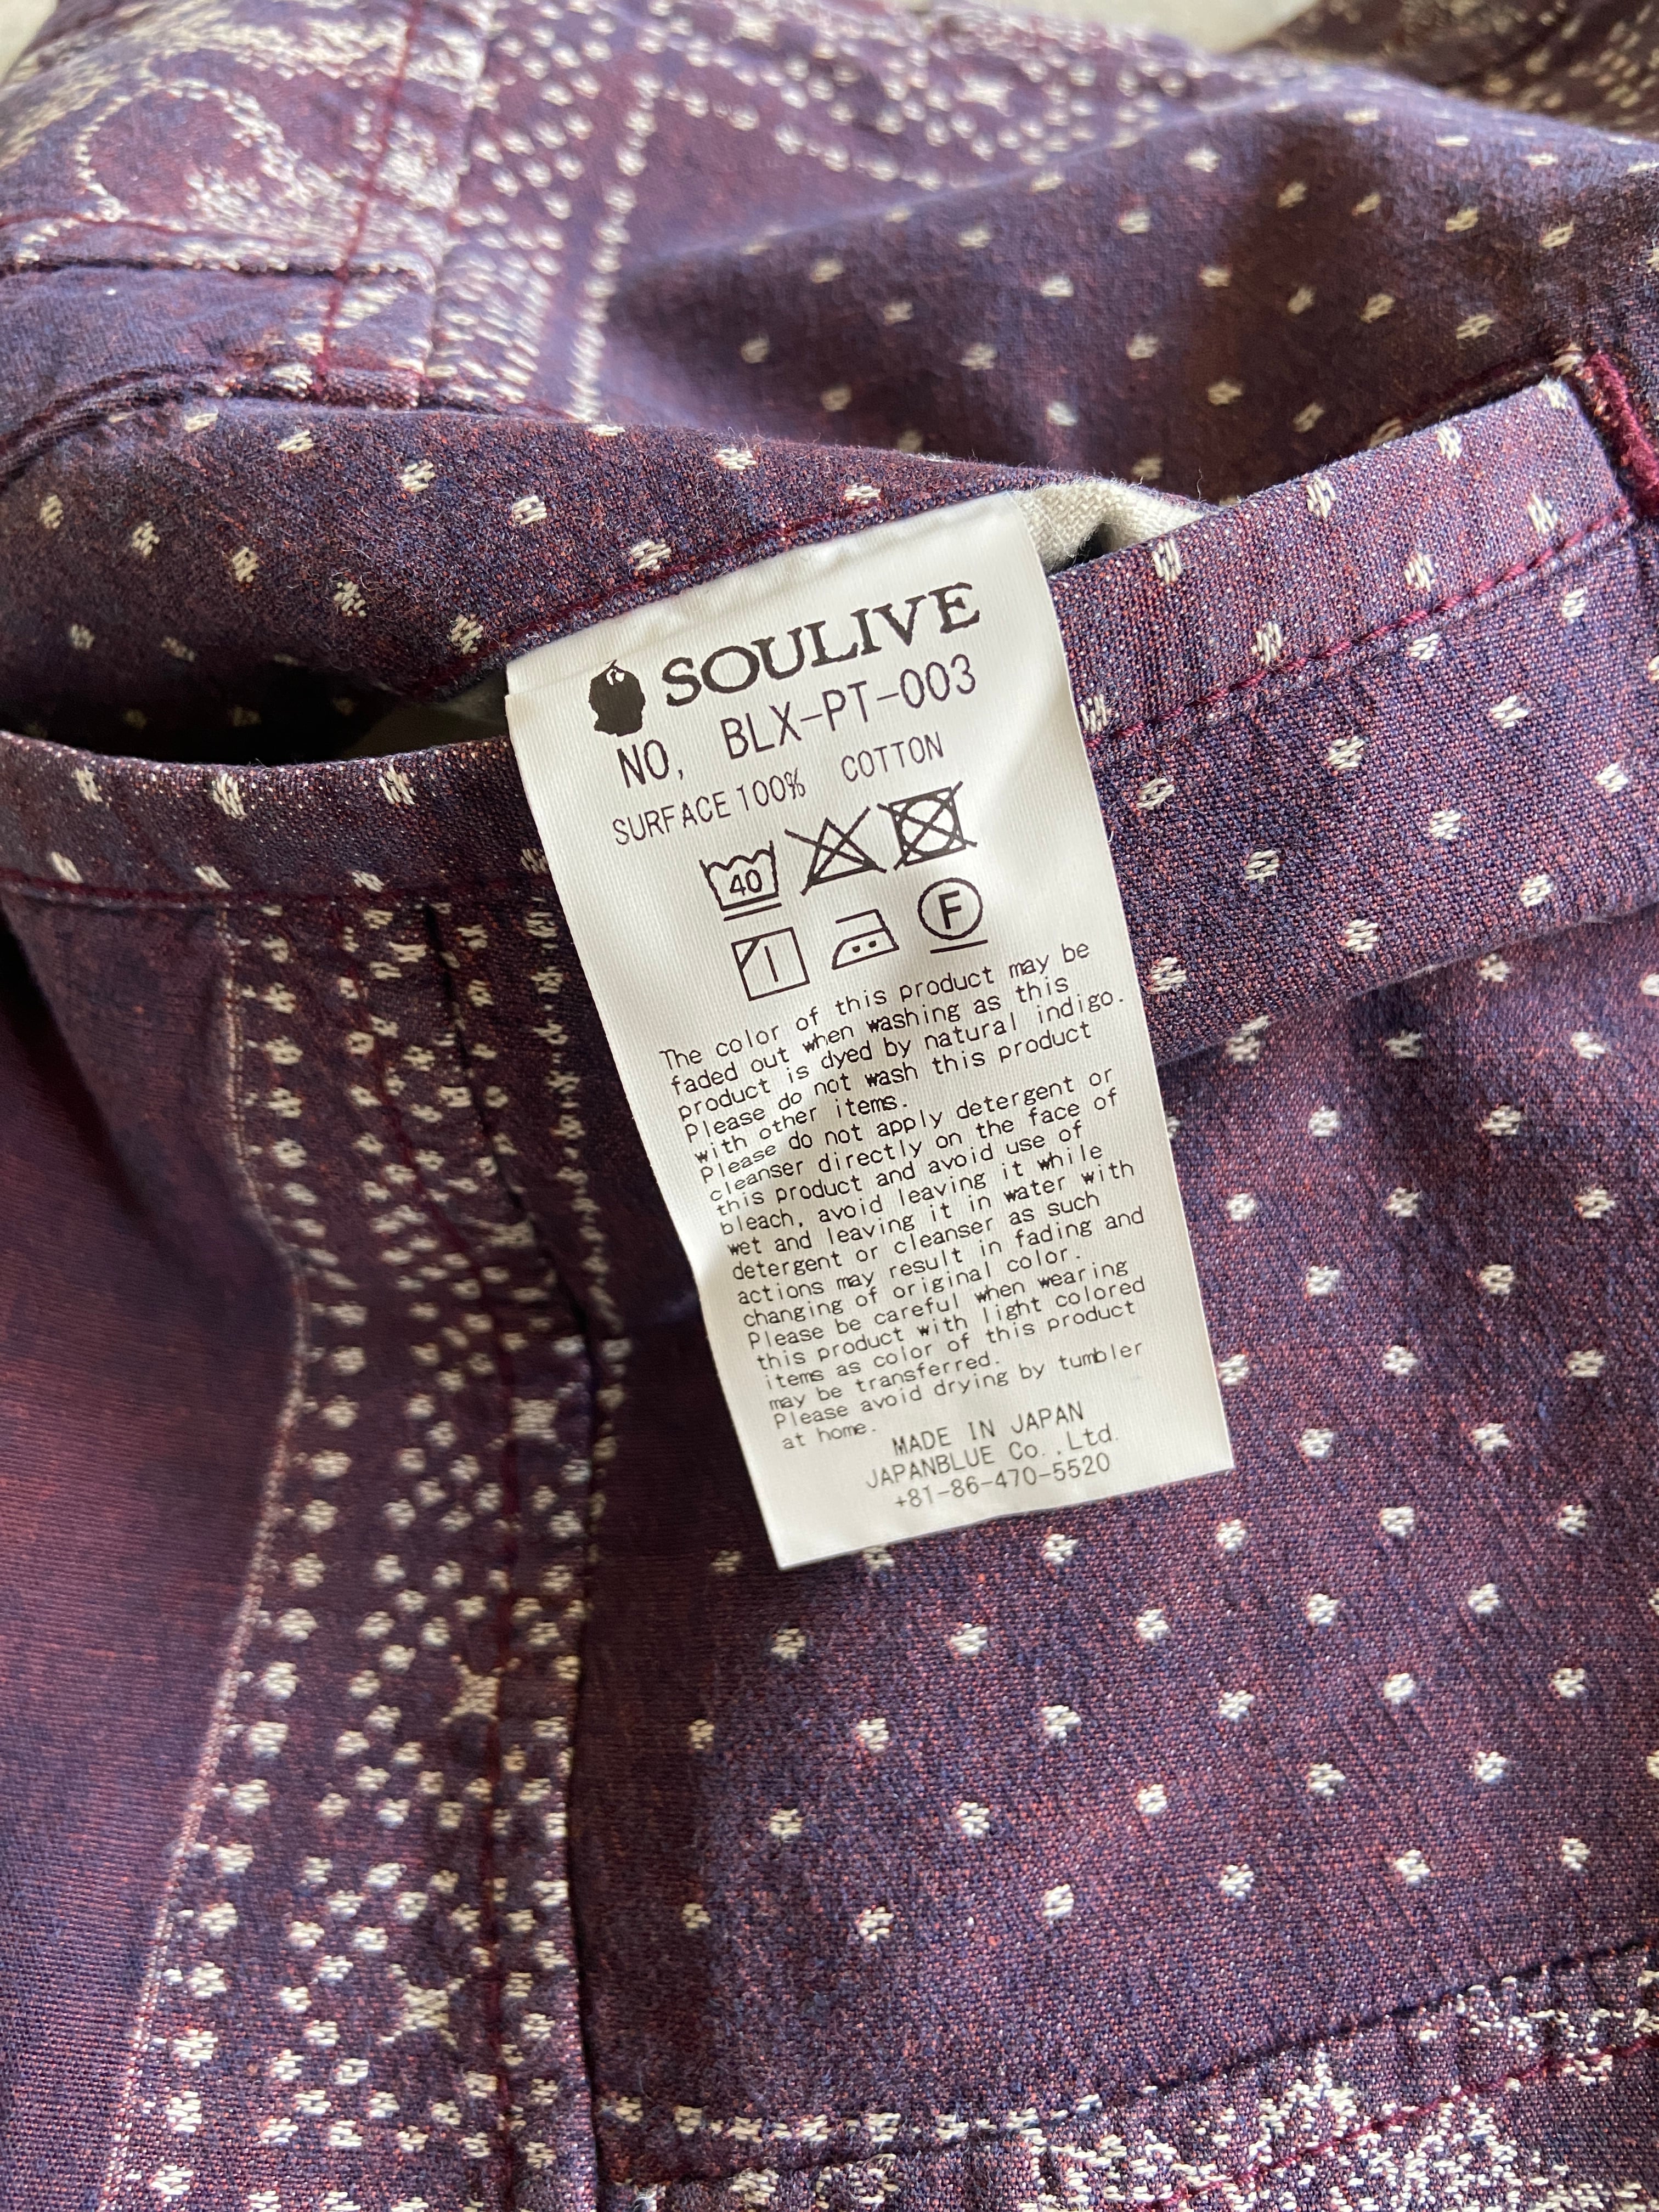 SOULIVE
NO. BLX-PT-003
SURFACE 100% COTTON
40
F
The color of this product may be
faded out when washing as this
product is dyed by natural indigo.
Please do not wash this product
with other items.
Please do not apply detergent or
cleanser directly on the face of
this product and avoid use of
bleach, avoid leaving it while
wet and leaving it in water with
detergent or cleanser as such
actions may result in fading and
changing of original color.
Please be careful when wearing
this product with light colored
items as color of this product
may be transferred.
Please avoid drying by tumbler
at home.
MADE IN JAPAN
JAPANBLUE Co.,Ltd.
+81-86-470-5520